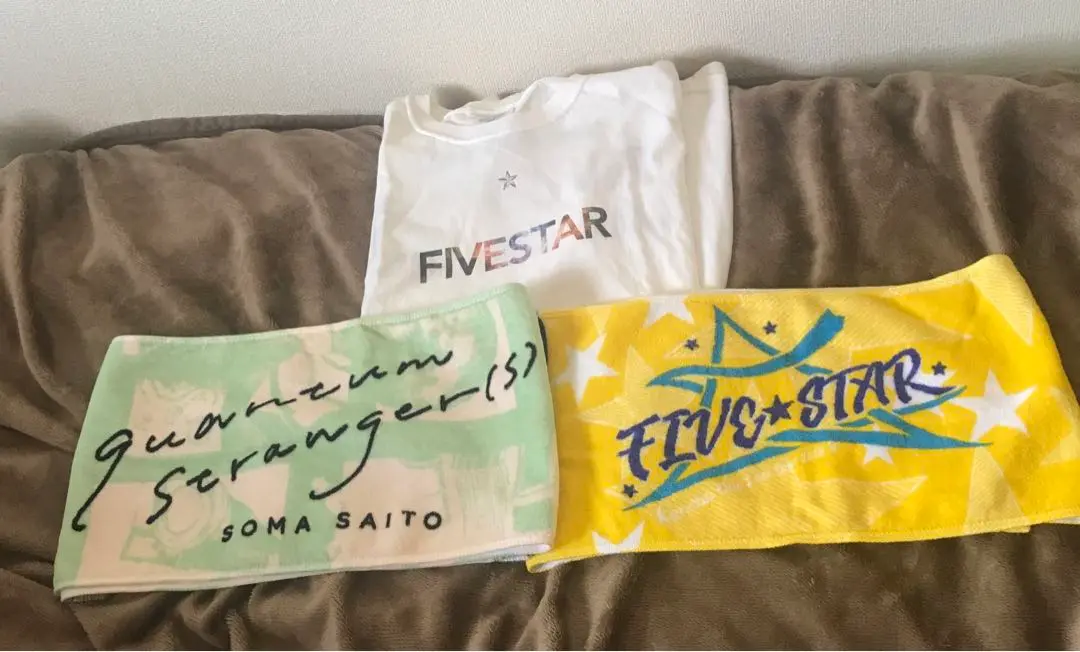 FIVESTAR
quantum
stranger(s)
SOMA SAITO
FIVE★STAR